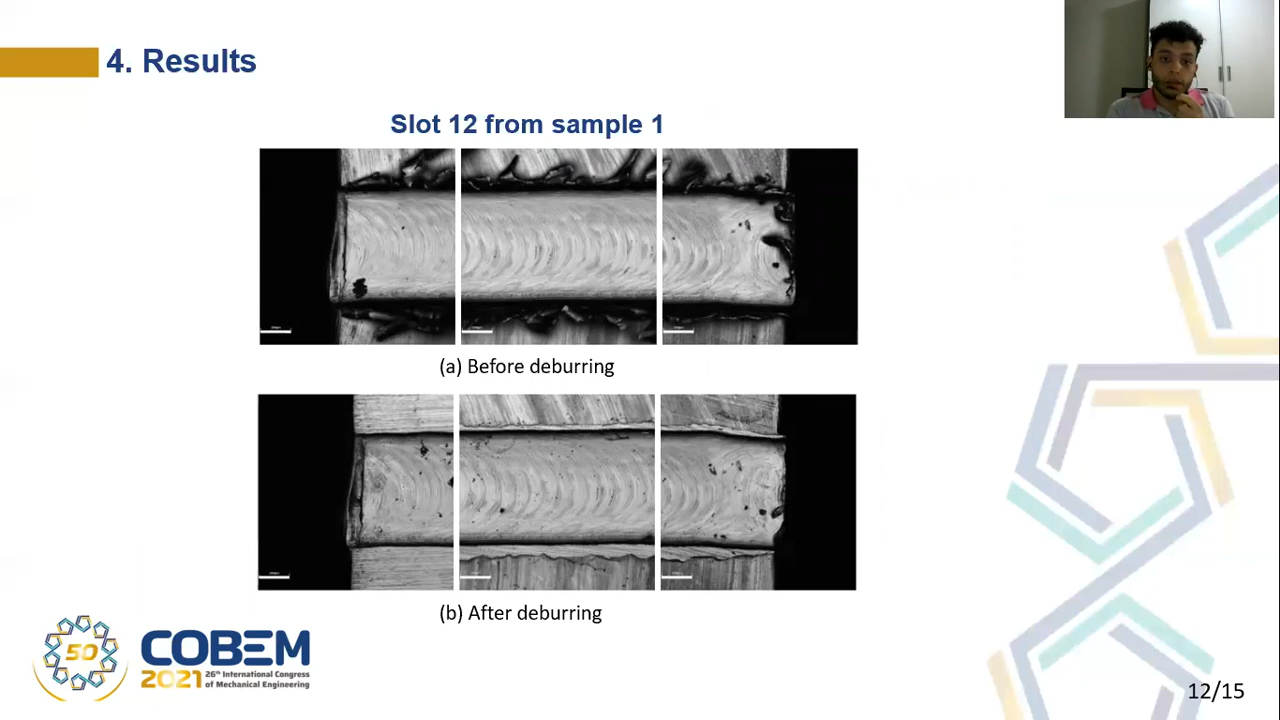 4. Results
Slot 12 from sample 1
(a) Before deburring
(b) After deburring
50
COBEM
2021 26th International Congress
of Mechanical Engineering
12/15